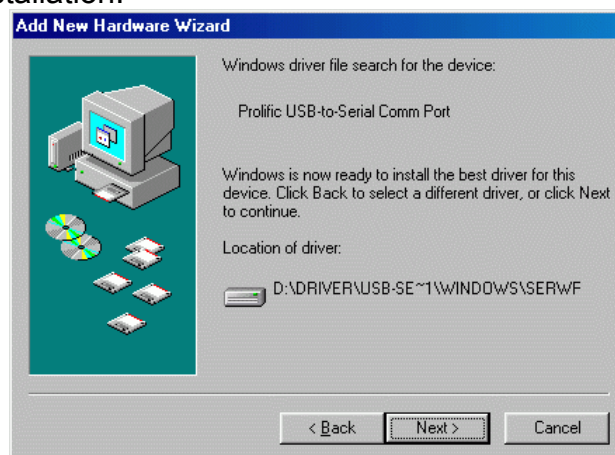 Add New Hardware Wizard
Windows driver file search for the device:
Prolific USB-to-Serial Comm Port
Windows is now ready to install the best driver for this
device. Click Back to select a different driver, or click Next
to continue.
Location of driver:
D:\DRIVER\USB-SE~1\WINDOWS\SERWF
< Back
Next >
Cancel